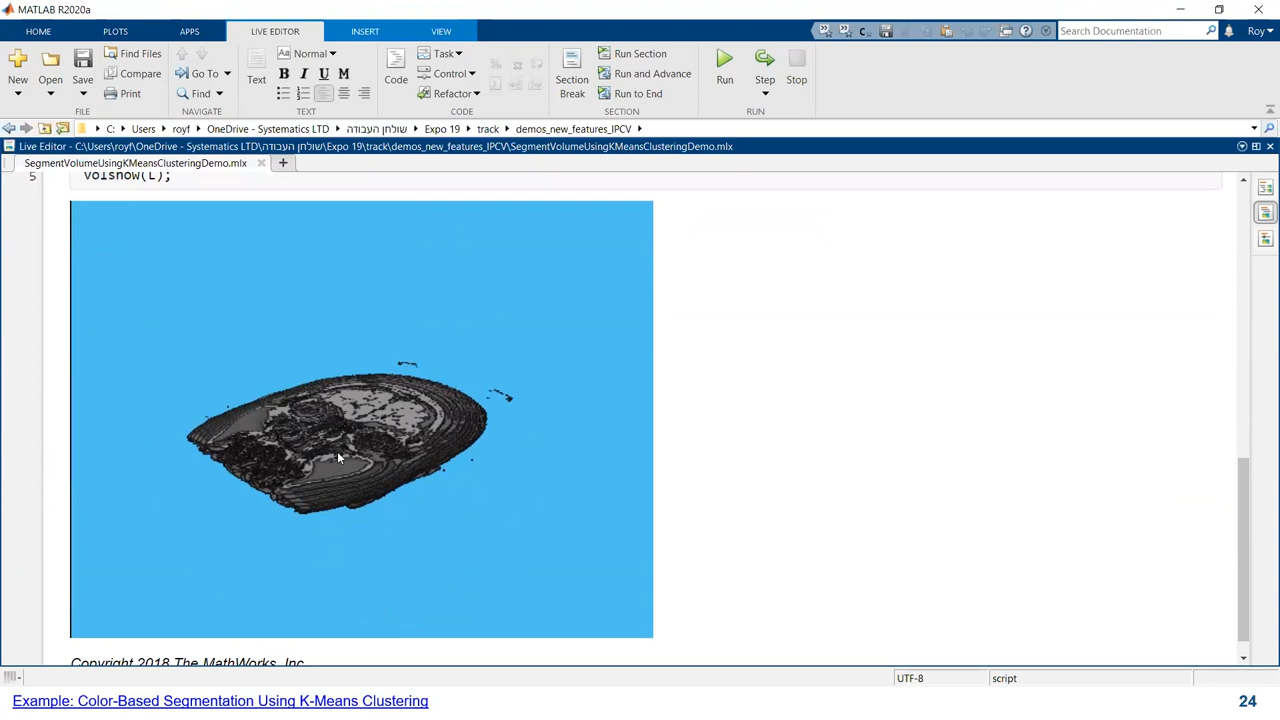 MATLAB R2020a
HOME PLOTS APPS LIVE EDITOR INSERT VIEW Search Documentation Roy
New Open Save Find Files Compare Print Go To Find Text Normal B I U M Code Task Control Refactor Section Break Run Section Run and Advance Run to End Run Step Stop
FILE NAVIGATE TEXT CODE SECTION RUN
C: Users royf OneDrive - Systematics LTD שולחן העבודה Expo 19 track demos_new_features_IPCV
Live Editor - C:\Users\royf\OneDrive - Systematics LTD\שולחן העבודה\Expo 19\track\demos_new_features_IPCV\SegmentVolumeUsingKMeansClusteringDemo.mlx
SegmentVolumeUsingKMeansClusteringDemo.mlx
5 volshow(L);
Copyright 2018 The MathWorks, Inc.
UTF-8 script
Example: Color-Based Segmentation Using K-Means Clustering 24